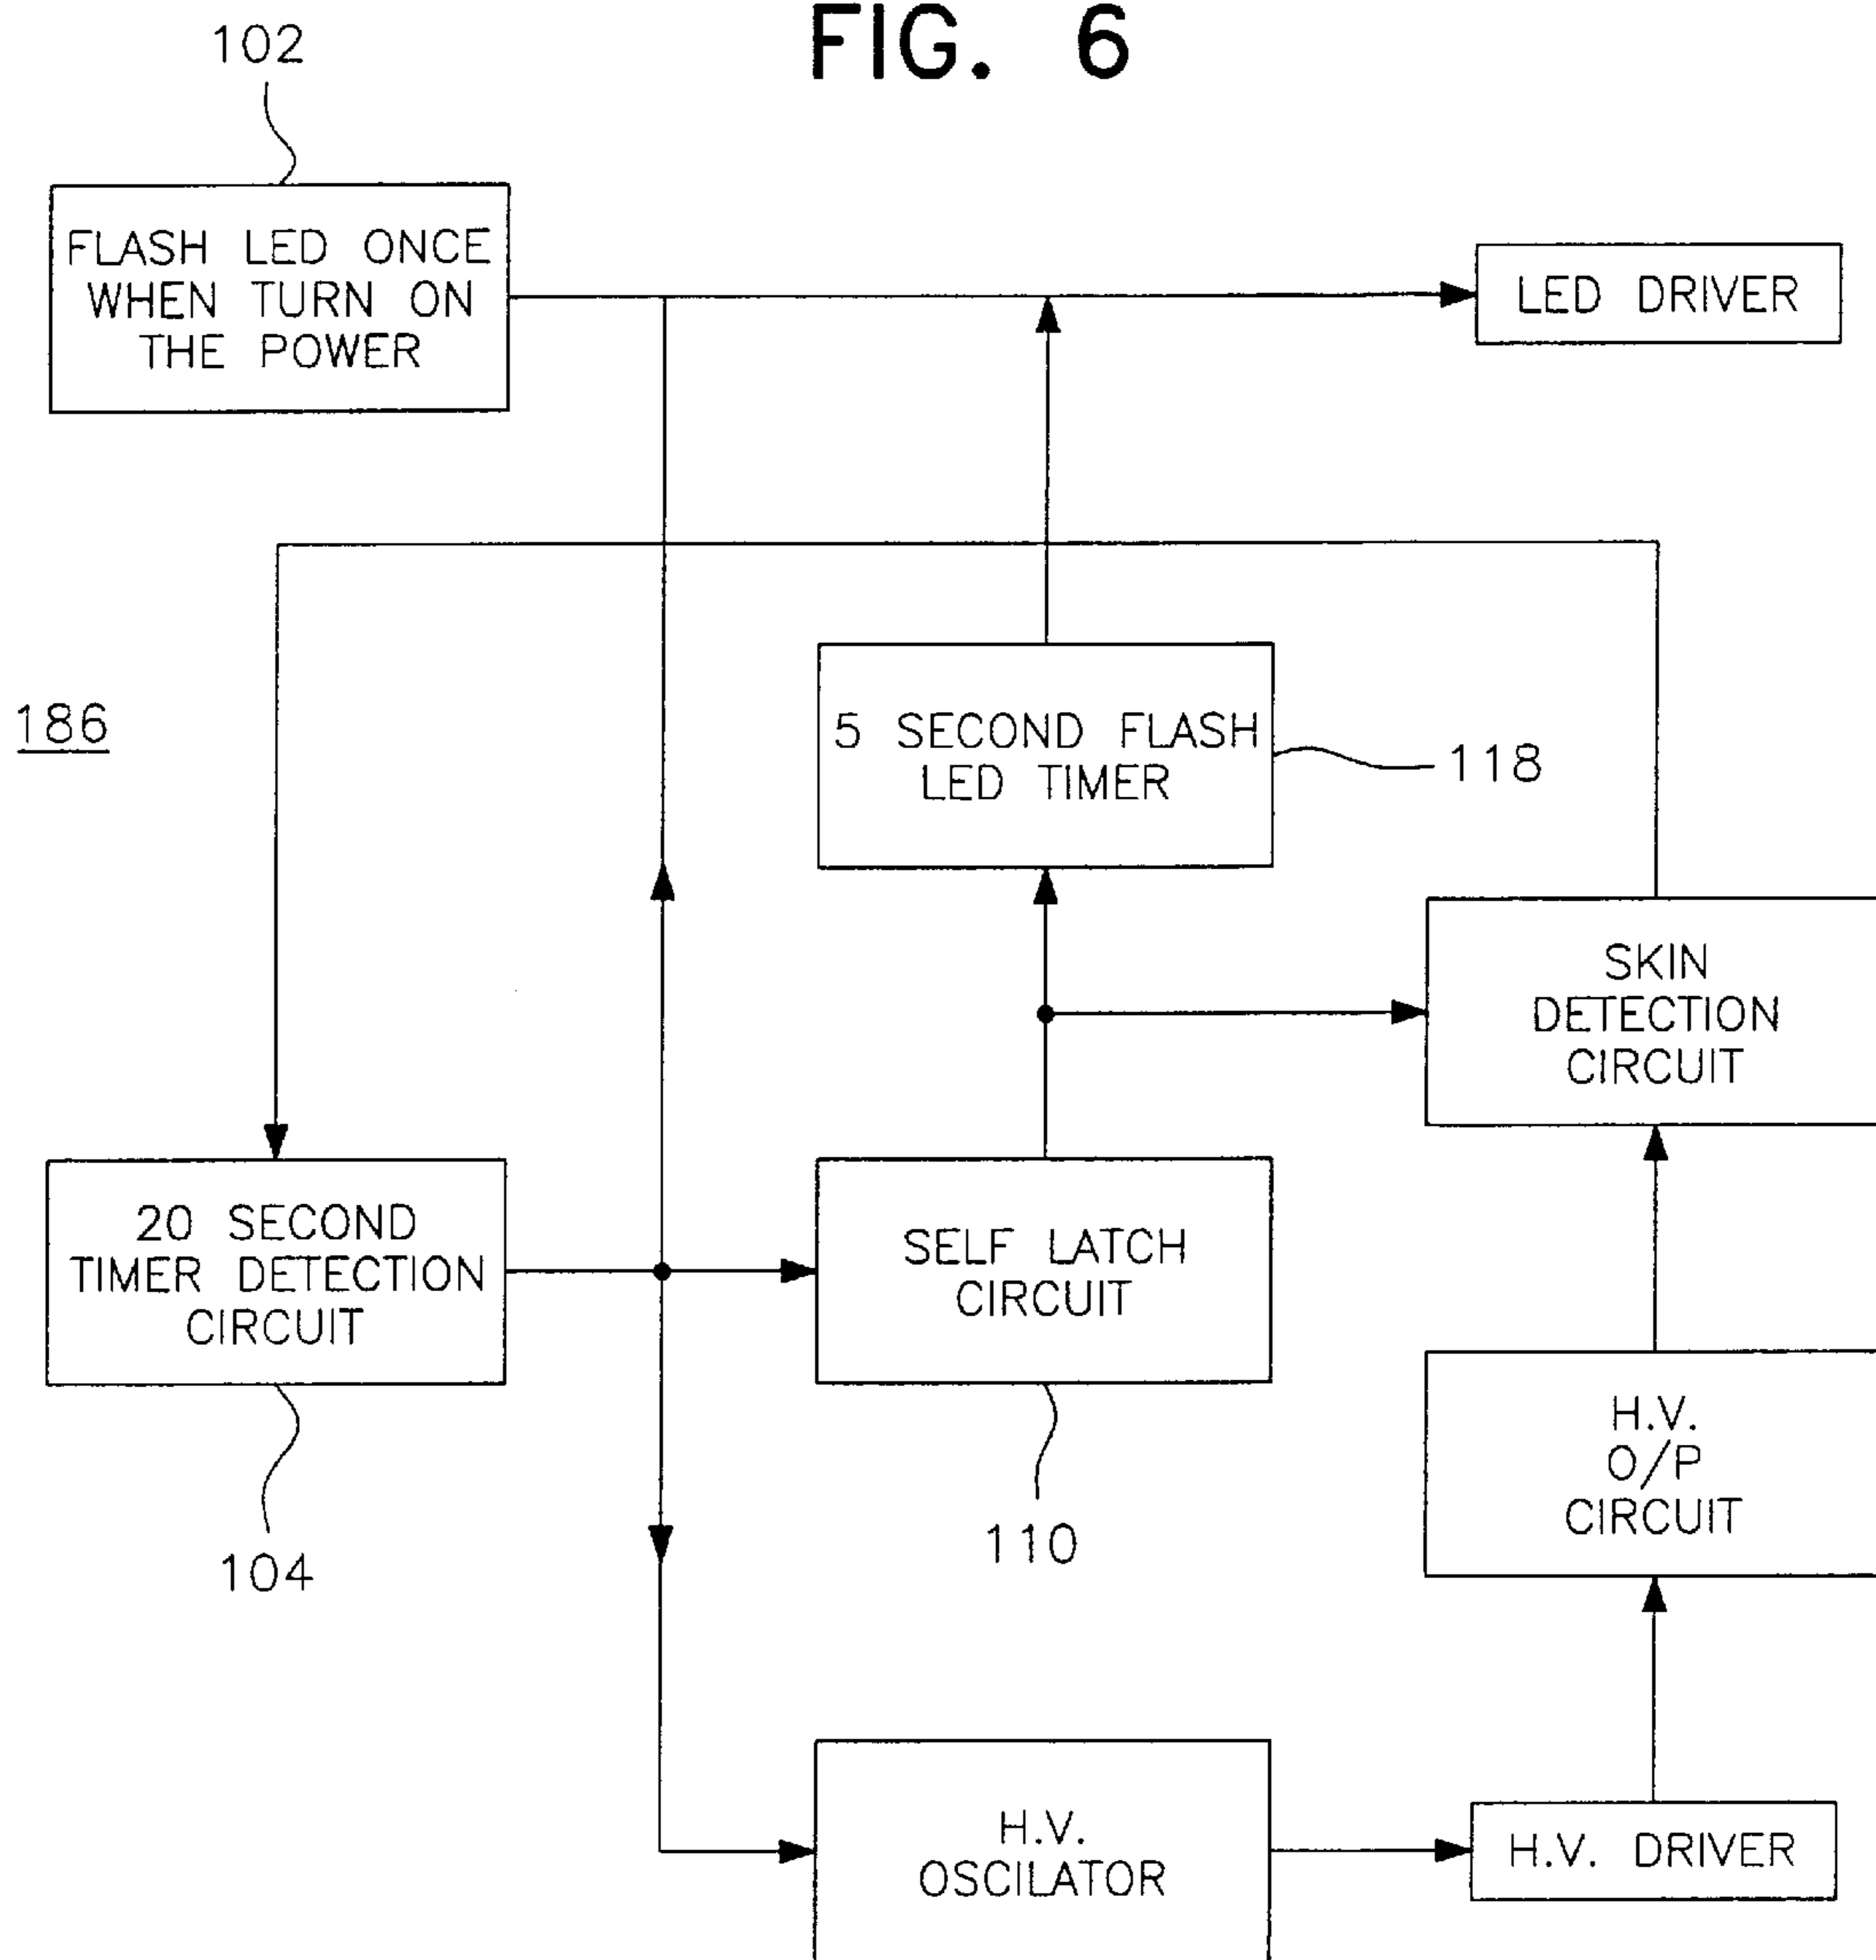 FIG. 6
102
FLASH LED ONCE
WHEN TURN ON
THE POWER
LED DRIVER
186
5 SECOND FLASH
LED TIMER
118
SKIN
DETECTION
CIRCUIT
20 SECOND
TIMER DETECTION
CIRCUIT
SELF LATCH
CIRCUIT
H.V.
O/P
CIRCUIT
104
110
H.V.
OSCILATOR
H.V. DRIVER